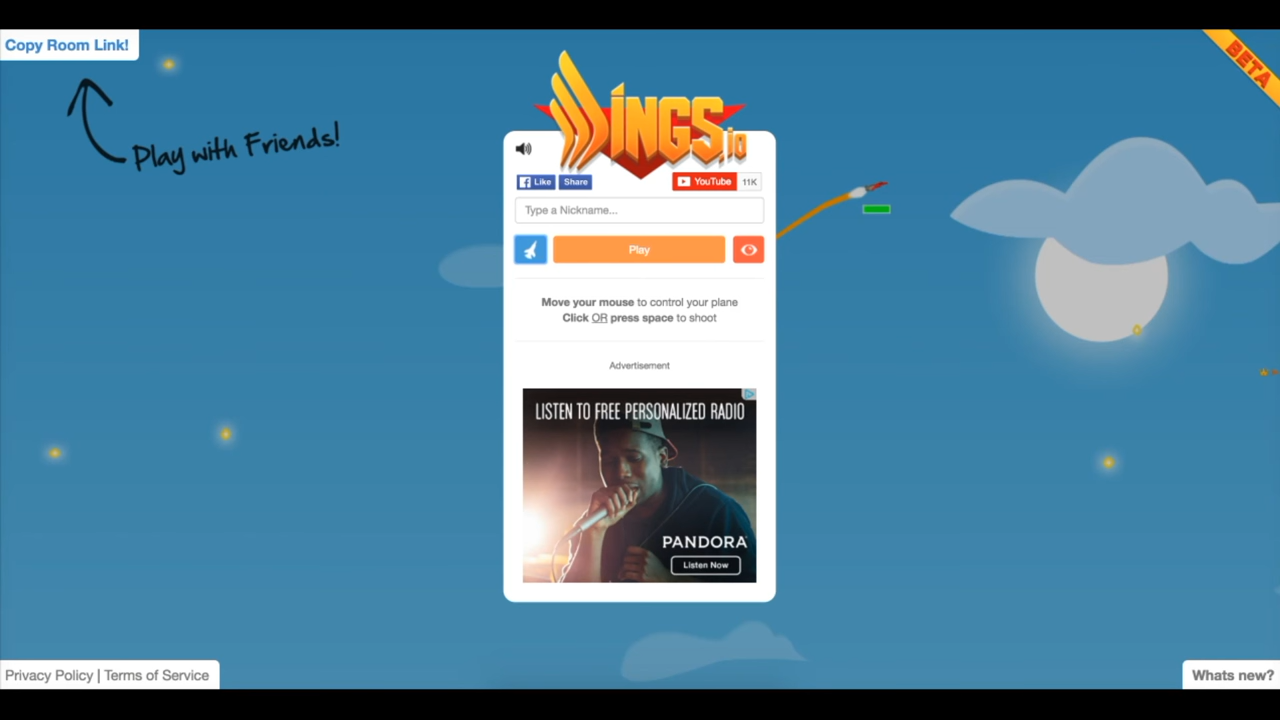 Copy Room Link!
BETA
Play with Friends!
WiNGS.io
Like Share
YouTube 11K
Type a Nickname...
Play
Move your mouse to control your plane
Click OR press space to shoot
Advertisement
LISTEN TO FREE PERSONALIZED RADIO
PANDORA
Listen Now
Privacy Policy | Terms of Service
Whats new?